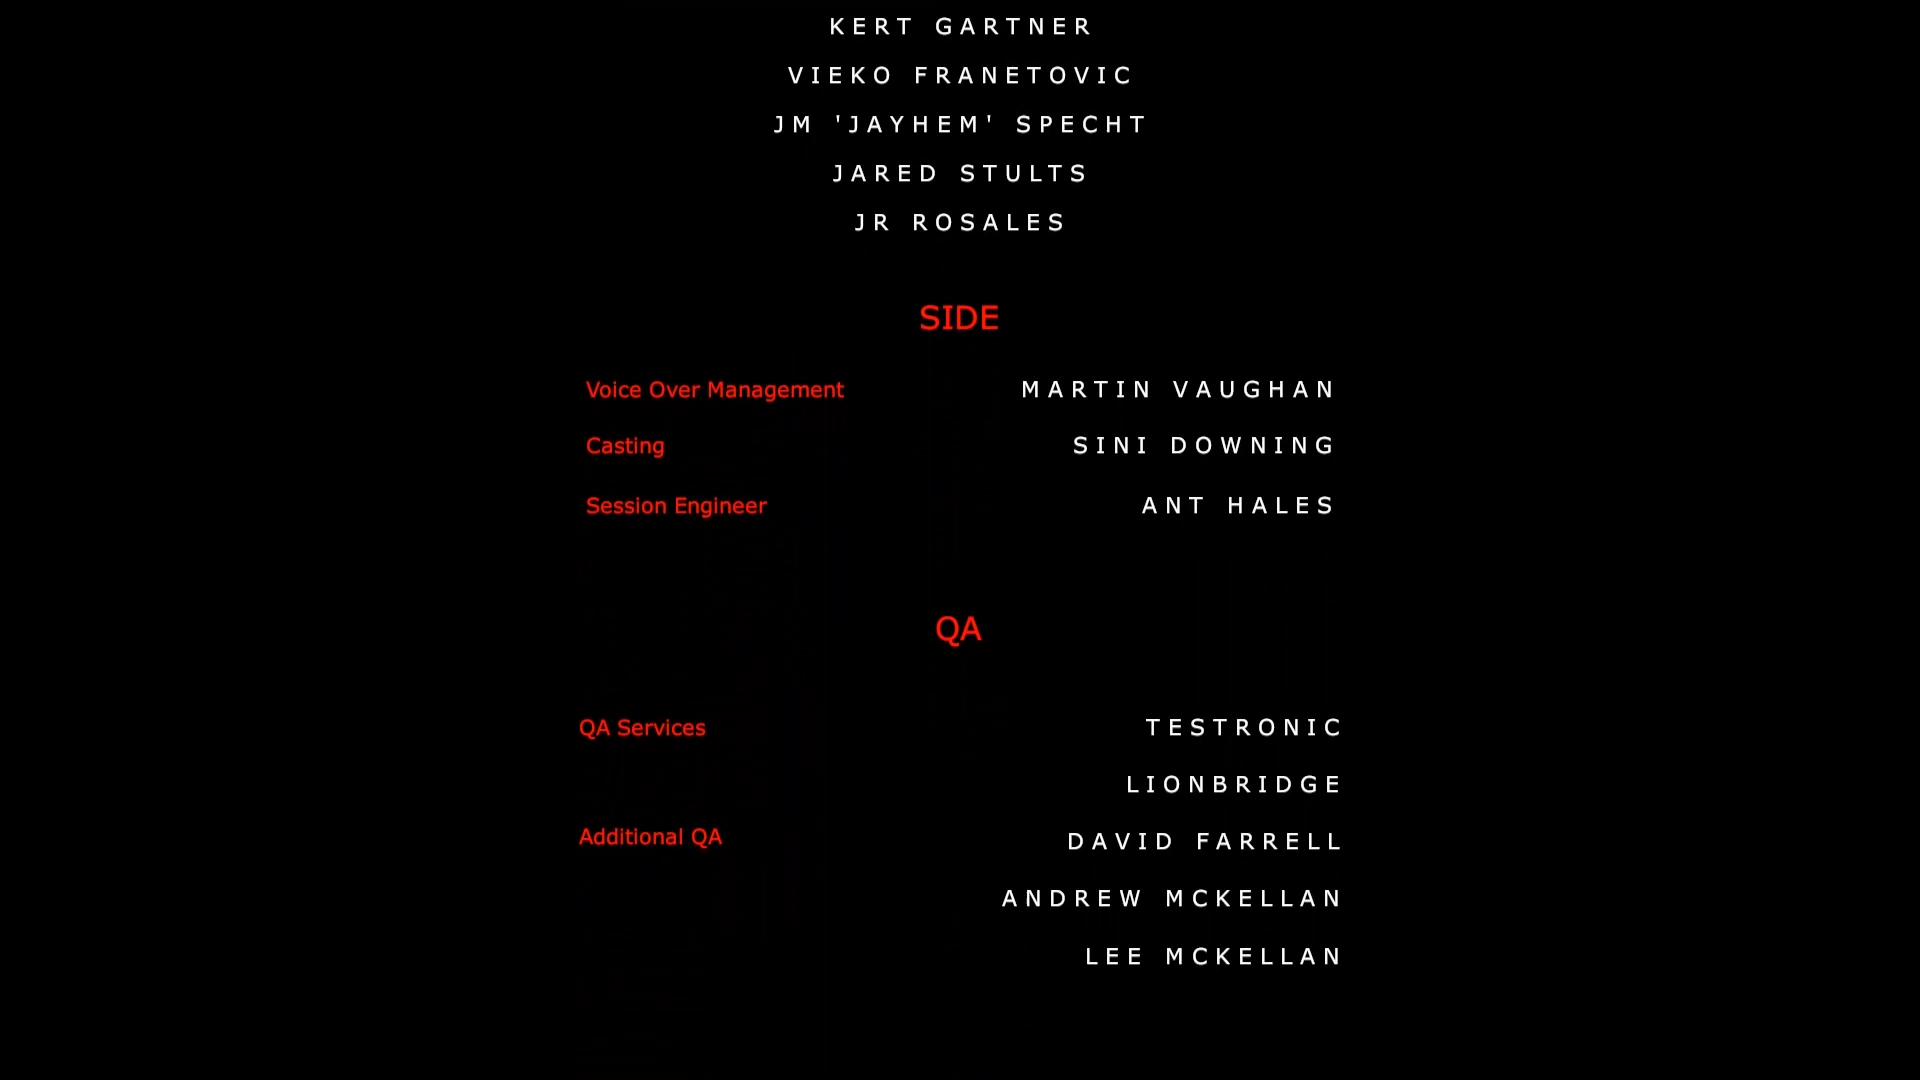 KERT GARTNER
VIEKO FRANETOVIC
JM 'JAYHEM' SPECHT
JARED STULTS
JR ROSALES
SIDE
Voice Over Management MARTIN VAUGHAN
Casting SINI DOWNING
Session Engineer ANT HALES
QA
QA Services TESTRONIC
LIONBRIDGE
Additional QA DAVID FARRELL
ANDREW MCKELLAN
LEE MCKELLAN